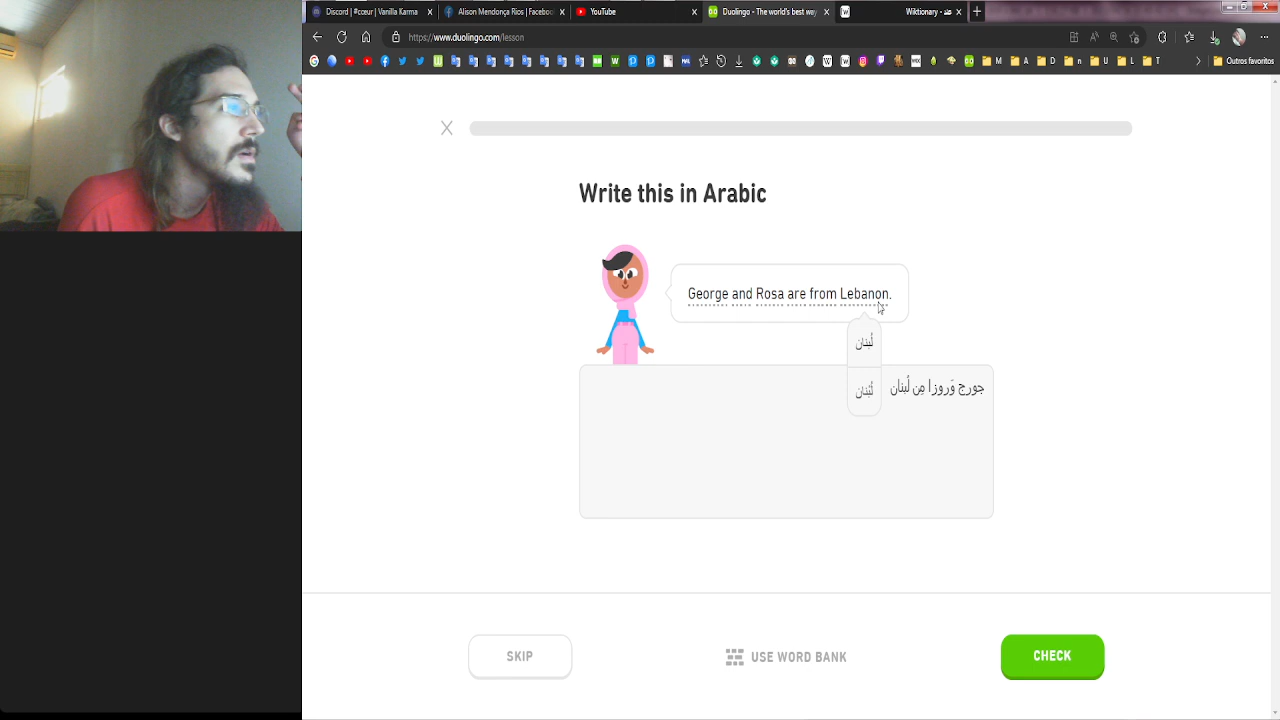 Discord | #cœur | Vanilla Karma
Alison Mendonça Rios | Facebo
YouTube
Duolingo - The world's best way
Wiktionary -
https://www.duolingo.com/lesson
M
A
D
n
U
L
T
Outros favoritos
X
Write this in Arabic
George and Rosa are from Lebanon.
لُبنان
لُبْنان
جورج وَروزا مِن لُبنان
SKIP
USE WORD BANK
CHECK